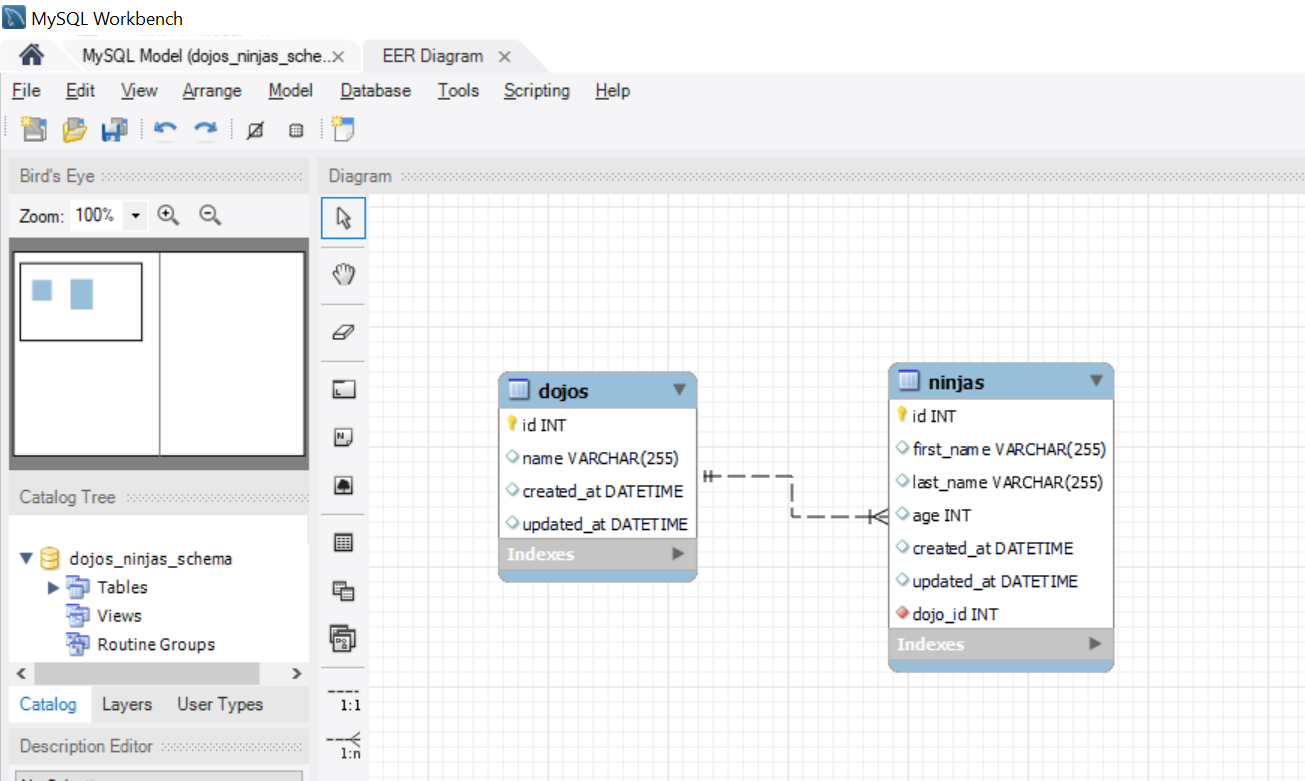 MySQL Workbench
MySQL Model (dojos_ninjas_sche... EER Diagram
File Edit View Arrange Model Database Tools Scripting Help
Bird's Eye
Zoom: 100%
Catalog Tree
dojos_ninjas_schema
Tables
Views
Routine Groups
Catalog Layers User Types
Description Editor
Diagram
1:1
1:n
dojos
id INT
name VARCHAR(255)
created_at DATETIME
updated_at DATETIME
Indexes
ninjas
id INT
first_name VARCHAR(255)
last_name VARCHAR(255)
age INT
created_at DATETIME
updated_at DATETIME
dojo_id INT
Indexes